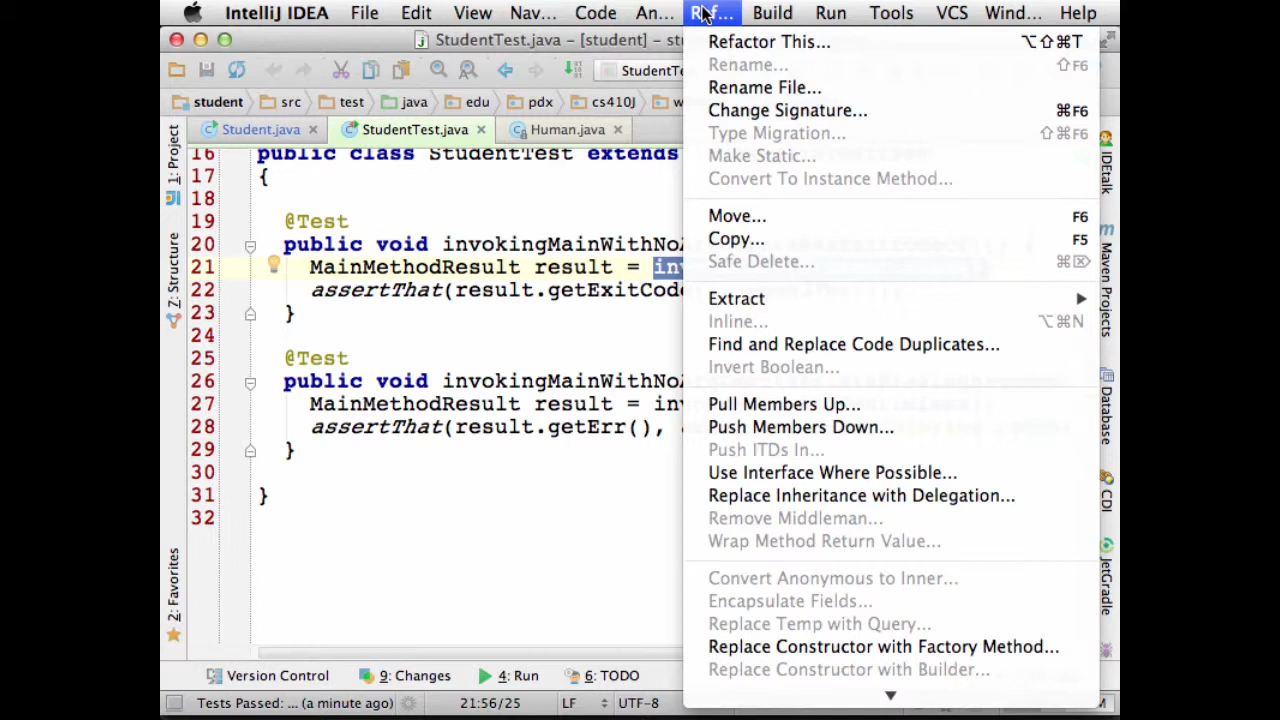 IntelliJ IDEA File Edit View Nav... Code An... Ref... Build Run Tools VCS Wind... Help
StudentTest.java – [student] – st
StudentTe
student src test java edu pdx cs410J w
Student.java StudentTest.java Human.java
1: Project
7: Structure
2: Favorites
16 public class StudentTest extends
17 {
18
19 @Test
20 public void invokingMainWithNoA
21 MainMethodResult result = inv
22 assertThat(result.getExitCode
23 }
24
25 @Test
26 public void invokingMainWithNoA
27 MainMethodResult result = inv
28 assertThat(result.getErr(),
29 }
30
31 }
32
Refactor This... ⌥⇧⌘T
Rename... ⇧F6
Rename File...
Change Signature... ⌘F6
Type Migration... ⇧⌘F6
Make Static...
Convert To Instance Method...
Move... F6
Copy... F5
Safe Delete... ⌘⌦
Extract
Inline... ⌥⌘N
Find and Replace Code Duplicates...
Invert Boolean...
Pull Members Up...
Push Members Down...
Push ITDs In...
Use Interface Where Possible...
Replace Inheritance with Delegation...
Remove Middleman...
Wrap Method Return Value...
Convert Anonymous to Inner...
Encapsulate Fields...
Replace Temp with Query...
Replace Constructor with Factory Method...
Replace Constructor with Builder...
IDEtalk
Maven Projects
Database
CDI
JetGradle
Version Control 9: Changes 4: Run 6: TODO
Tests Passed: ... (a minute ago) 21:56/25 LF UTF-8